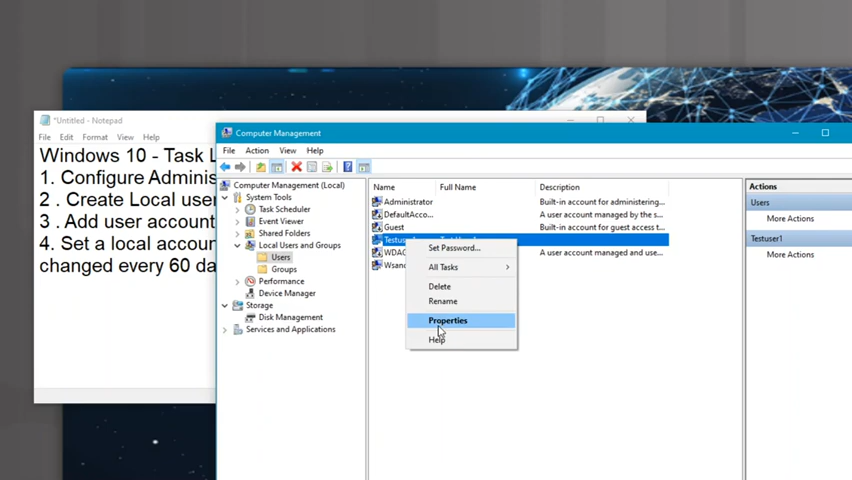 *Untitled - Notepad
File Edit Format View Help
Windows 10 - Task L
1. Configure Adminis
2 . Create Local user
3 . Add user account
4. Set a local accoun
changed every 60 da
Computer Management
File Action View Help
Computer Management (Local)
System Tools
Task Scheduler
Event Viewer
Shared Folders
Local Users and Groups
Users
Groups
Performance
Device Manager
Storage
Disk Management
Services and Applications
Name Full Name Description
Administrator Built-in account for administering...
DefaultAcco... A user account managed by the s...
Guest Built-in account for guest access t...
Testus
WDAG A user account managed and use...
Wsan
Set Password...
All Tasks
Delete
Rename
Properties
Help
Actions
Users
More Actions
Testuser1
More Actions